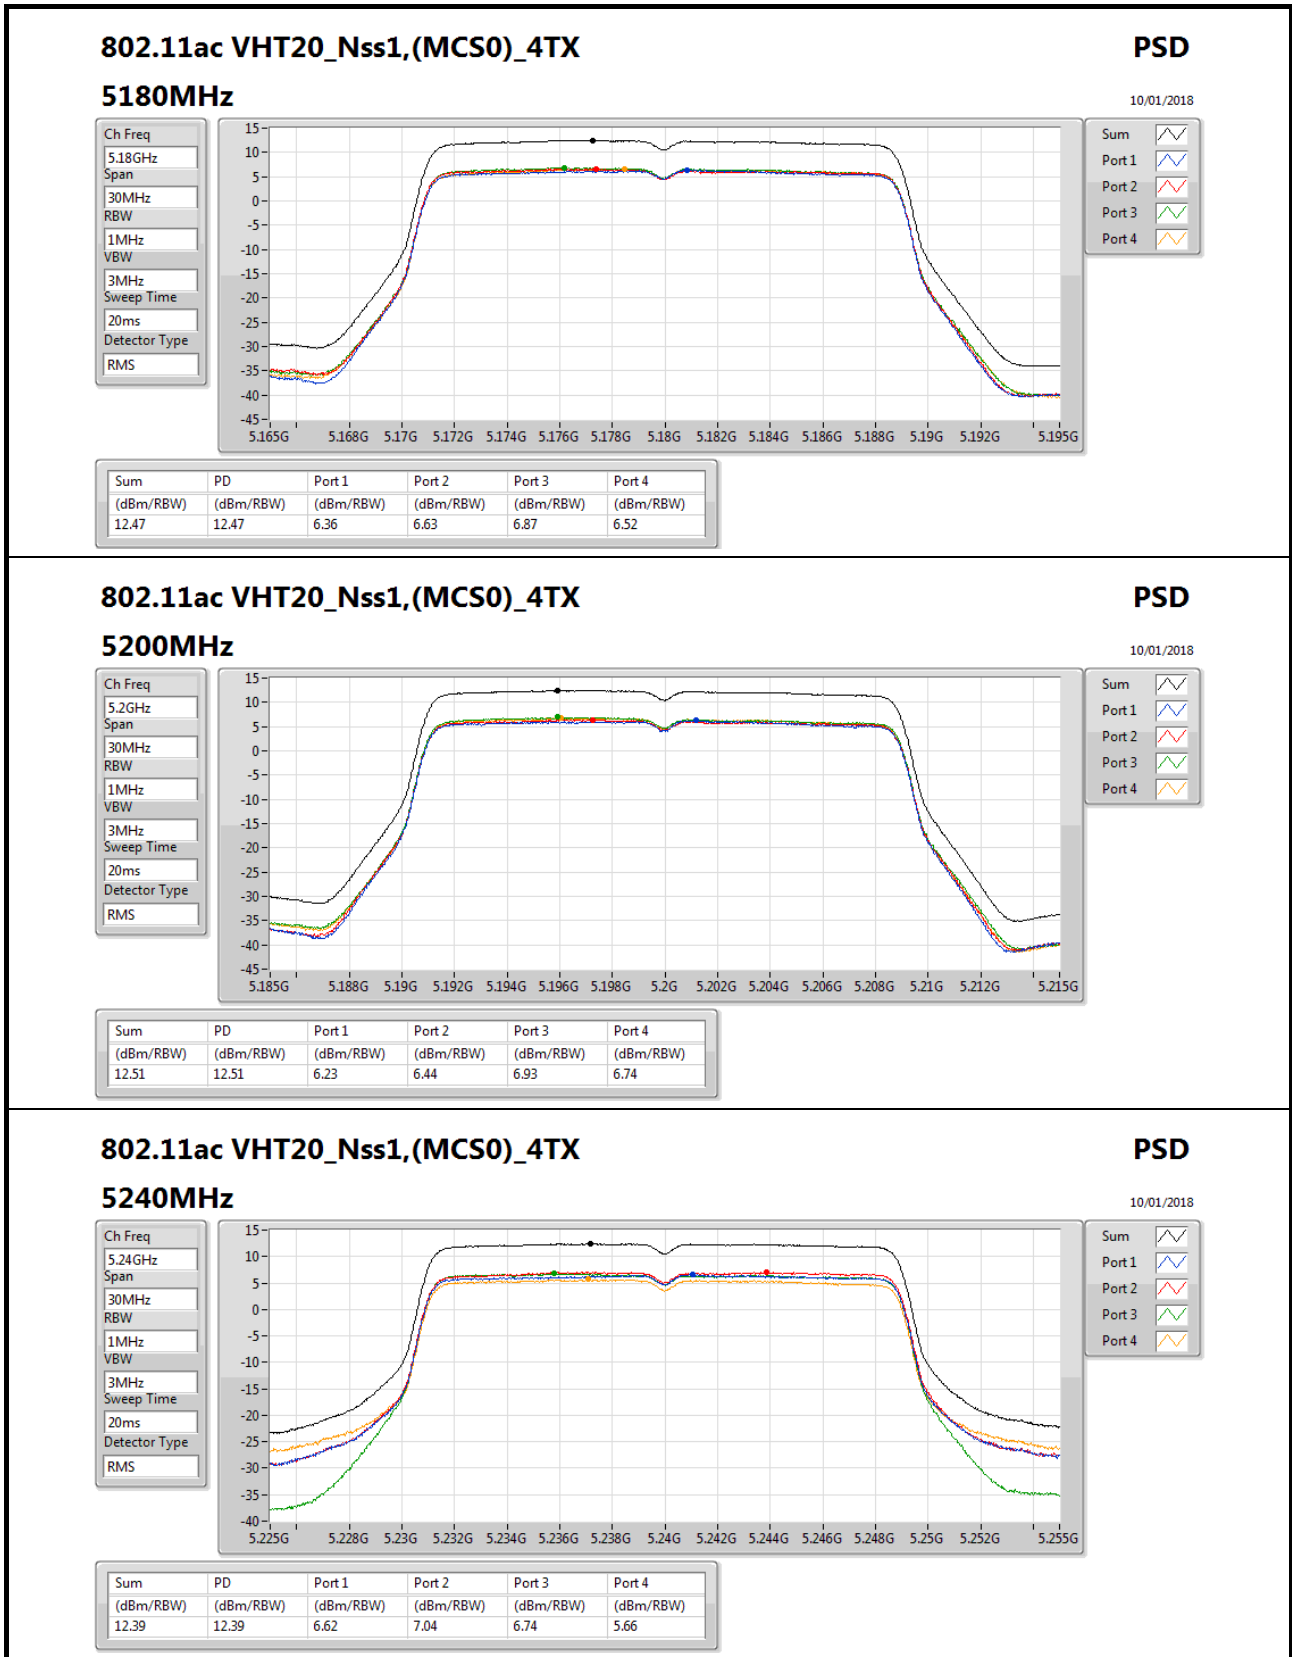 802.11ac VHT20_Nss1,(MCS0)_4TX PSD
5180MHz 10/01/2018
Ch Freq
5.18GHz
Span
30MHz
RBW
1MHz
VBW
3MHz
Sweep Time
20ms
Detector Type
RMS
15
10
5
0
-5
-10
-15
-20
-25
-30
-35
-40
-45
5.165G 5.168G 5.17G 5.172G 5.174G 5.176G 5.178G 5.18G 5.182G 5.184G 5.186G 5.188G 5.19G 5.192G 5.195G
Sum
Port 1
Port 2
Port 3
Port 4
Sum PD Port 1 Port 2 Port 3 Port 4
(dBm/RBW) (dBm/RBW) (dBm/RBW) (dBm/RBW) (dBm/RBW) (dBm/RBW)
12.47 12.47 6.36 6.63 6.87 6.52
802.11ac VHT20_Nss1,(MCS0)_4TX PSD
5200MHz 10/01/2018
Ch Freq
5.2GHz
Span
30MHz
RBW
1MHz
VBW
3MHz
Sweep Time
20ms
Detector Type
RMS
15
10
5
0
-5
-10
-15
-20
-25
-30
-35
-40
-45
5.185G 5.188G 5.19G 5.192G 5.194G 5.196G 5.198G 5.2G 5.202G 5.204G 5.206G 5.208G 5.21G 5.212G 5.215G
Sum
Port 1
Port 2
Port 3
Port 4
Sum PD Port 1 Port 2 Port 3 Port 4
(dBm/RBW) (dBm/RBW) (dBm/RBW) (dBm/RBW) (dBm/RBW) (dBm/RBW)
12.51 12.51 6.23 6.44 6.93 6.74
802.11ac VHT20_Nss1,(MCS0)_4TX PSD
5240MHz 10/01/2018
Ch Freq
5.24GHz
Span
30MHz
RBW
1MHz
VBW
3MHz
Sweep Time
20ms
Detector Type
RMS
15
10
5
0
-5
-10
-15
-20
-25
-30
-35
-40
5.225G 5.228G 5.23G 5.232G 5.234G 5.236G 5.238G 5.24G 5.242G 5.244G 5.246G 5.248G 5.25G 5.252G 5.255G
Sum
Port 1
Port 2
Port 3
Port 4
Sum PD Port 1 Port 2 Port 3 Port 4
(dBm/RBW) (dBm/RBW) (dBm/RBW) (dBm/RBW) (dBm/RBW) (dBm/RBW)
12.39 12.39 6.62 7.04 6.74 5.66